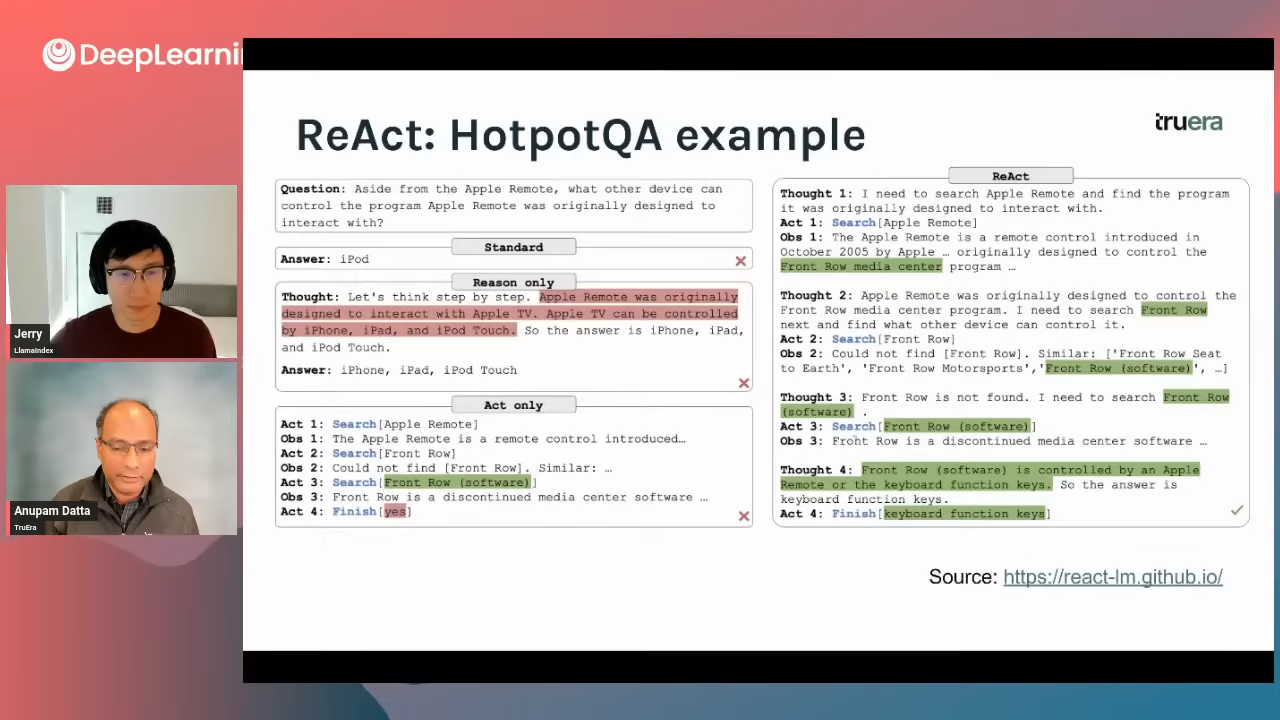 DeepLearni
ReAct: HotpotQA example
truera
Question: Aside from the Apple Remote, what other device can
control the program Apple Remote was originally designed to
interact with?
Standard
Answer: iPod
Reason only
Thought: Let's think step by step. Apple Remote was originally
designed to interact with Apple TV. Apple TV can be controlled
by iPhone, iPad, and iPod Touch. So the answer is iPhone, iPad,
and iPod Touch.
Answer: iPhone, iPad, iPod Touch
Act only
Act 1: Search[Apple Remote]
Obs 1: The Apple Remote is a remote control introduced…
Act 2: Search[Front Row]
Obs 2: Could not find [Front Row]. Similar: …
Act 3: Search[Front Row (software)]
Obs 3: Front Row is a discontinued media center software …
Act 4: Finish[yes]
ReAct
Thought 1: I need to search Apple Remote and find the program
it was originally designed to interact with.
Act 1: Search[Apple Remote]
Obs 1: The Apple Remote is a remote control introduced in
October 2005 by Apple … originally designed to control the
Front Row media center program …
Thought 2: Apple Remote was originally designed to control the
Front Row media center program. I need to search Front Row
next and find what other device can control it.
Act 2: Search[Front Row]
Obs 2: Could not find [Front Row]. Similar: ['Front Row Seat
to Earth', 'Front Row Motorsports','Front Row (software)', …]
Thought 3: Front Row is not found. I need to search Front Row
(software) .
Act 3: Search[Front Row (software)]
Obs 3: Front Row is a discontinued media center software …
Thought 4: Front Row (software) is controlled by an Apple
Remote or the keyboard function keys. So the answer is
keyboard function keys.
Act 4: Finish[keyboard function keys]
Source: https://react-lm.github.io/
Jerry
LlamaIndex
Anupam Datta
TruEra